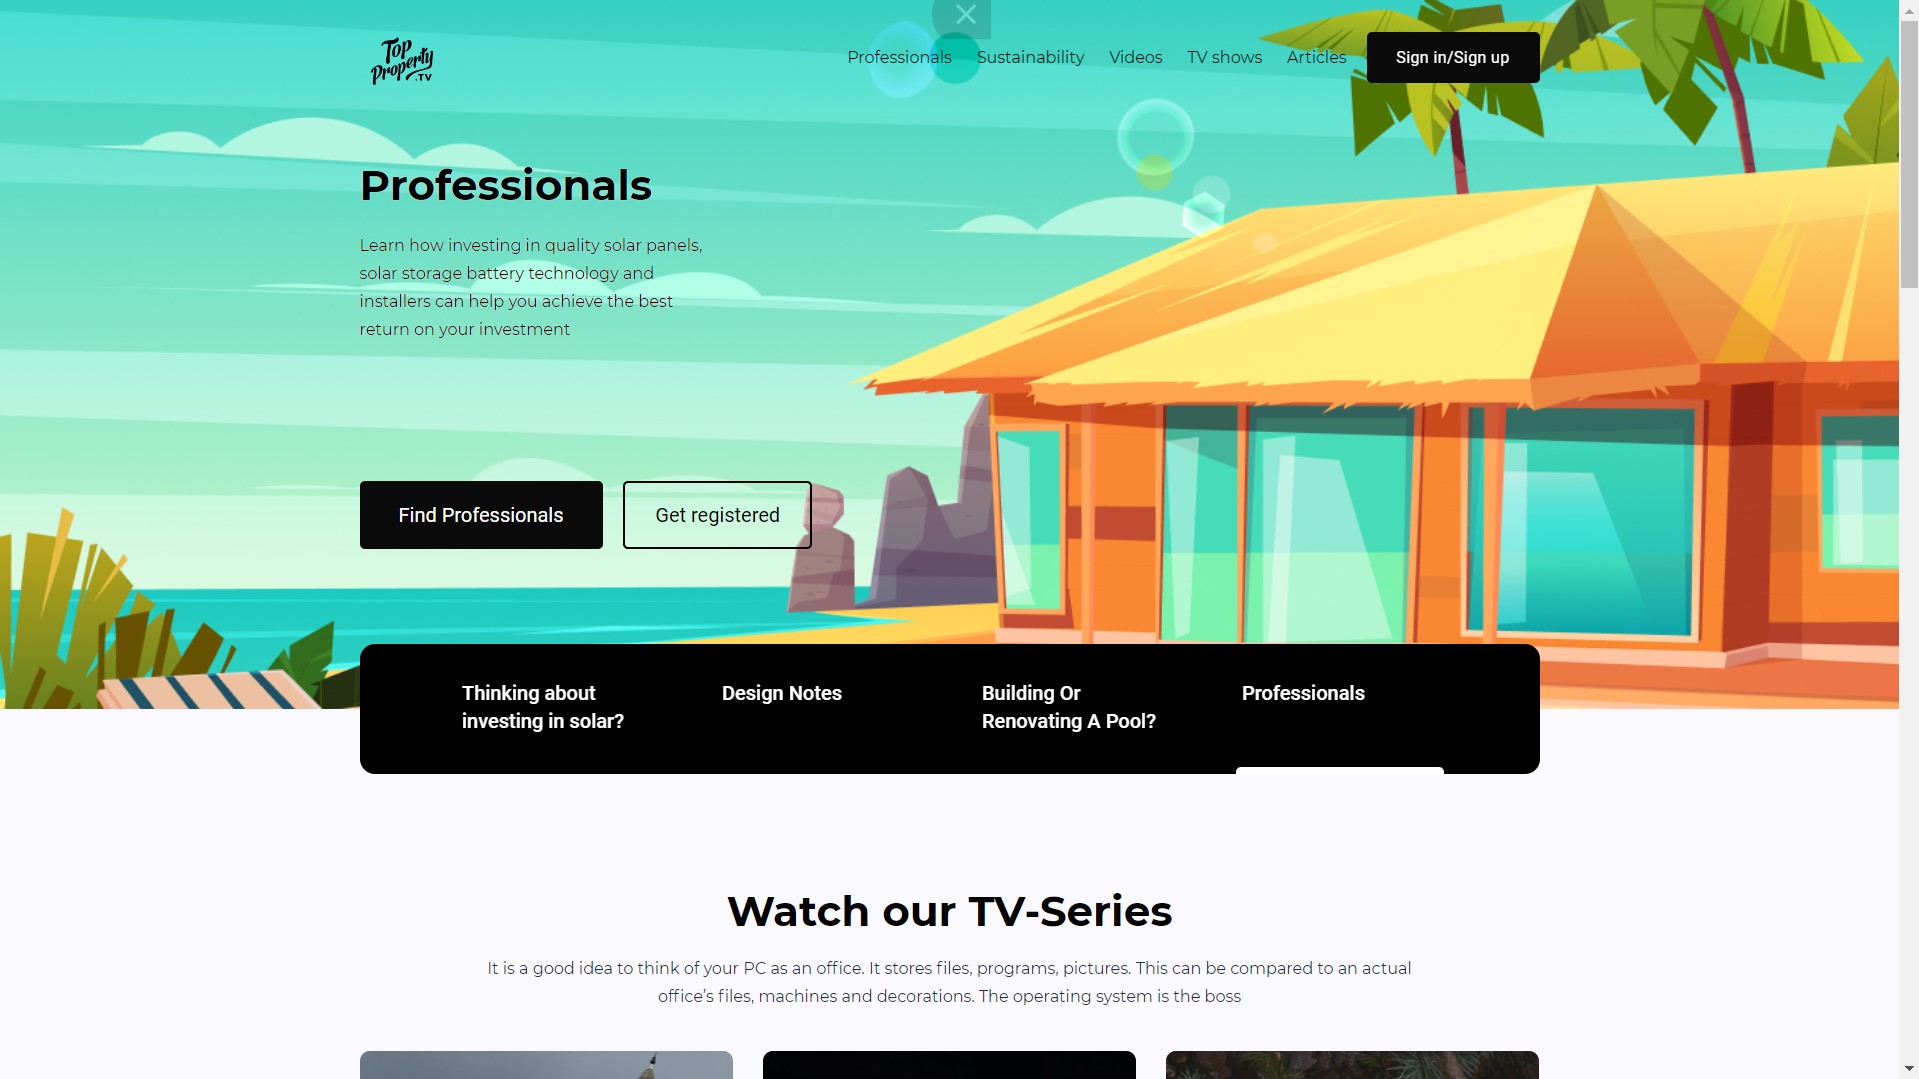 Top
Property
.TV
Professionals
Sustainability
Videos
TV shows
Articles
Sign in/Sign up
Professionals
Learn how investing in quality solar panels,
solar storage battery technology and
installers can help you achieve the best
return on your investment
Find Professionals
Get registered
Thinking about
investing in solar?
Design Notes
Building Or
Renovating A Pool?
Professionals
Watch our TV-Series
It is a good idea to think of your PC as an office. It stores files, programs, pictures. This can be compared to an actual
office’s files, machines and decorations. The operating system is the boss